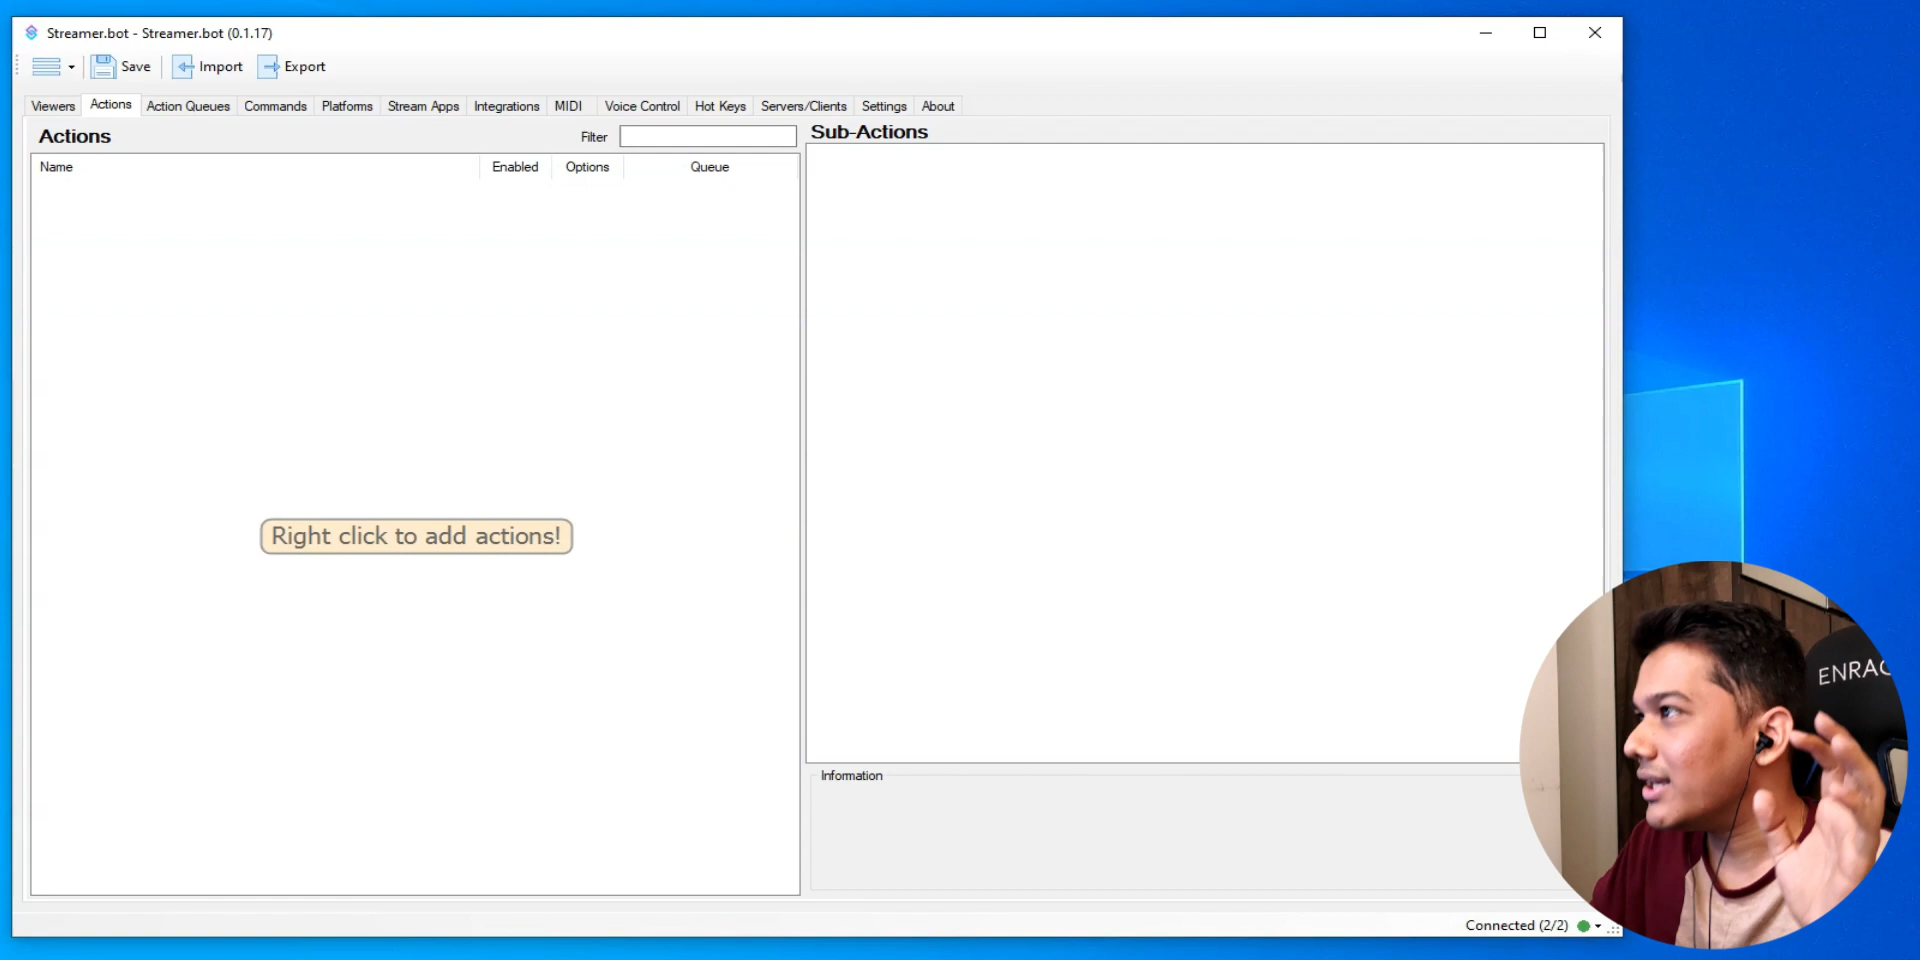 Streamer.bot - Streamer.bot (0.1.17)
Save Import Export
Viewers Actions Action Queues Commands Platforms Stream Apps Integrations MIDI Voice Control Hot Keys Servers/Clients Settings About
Actions Filter Sub-Actions
Name Enabled Options Queue
Right click to add actions!
ENRAG
Information
Connected (2/2)